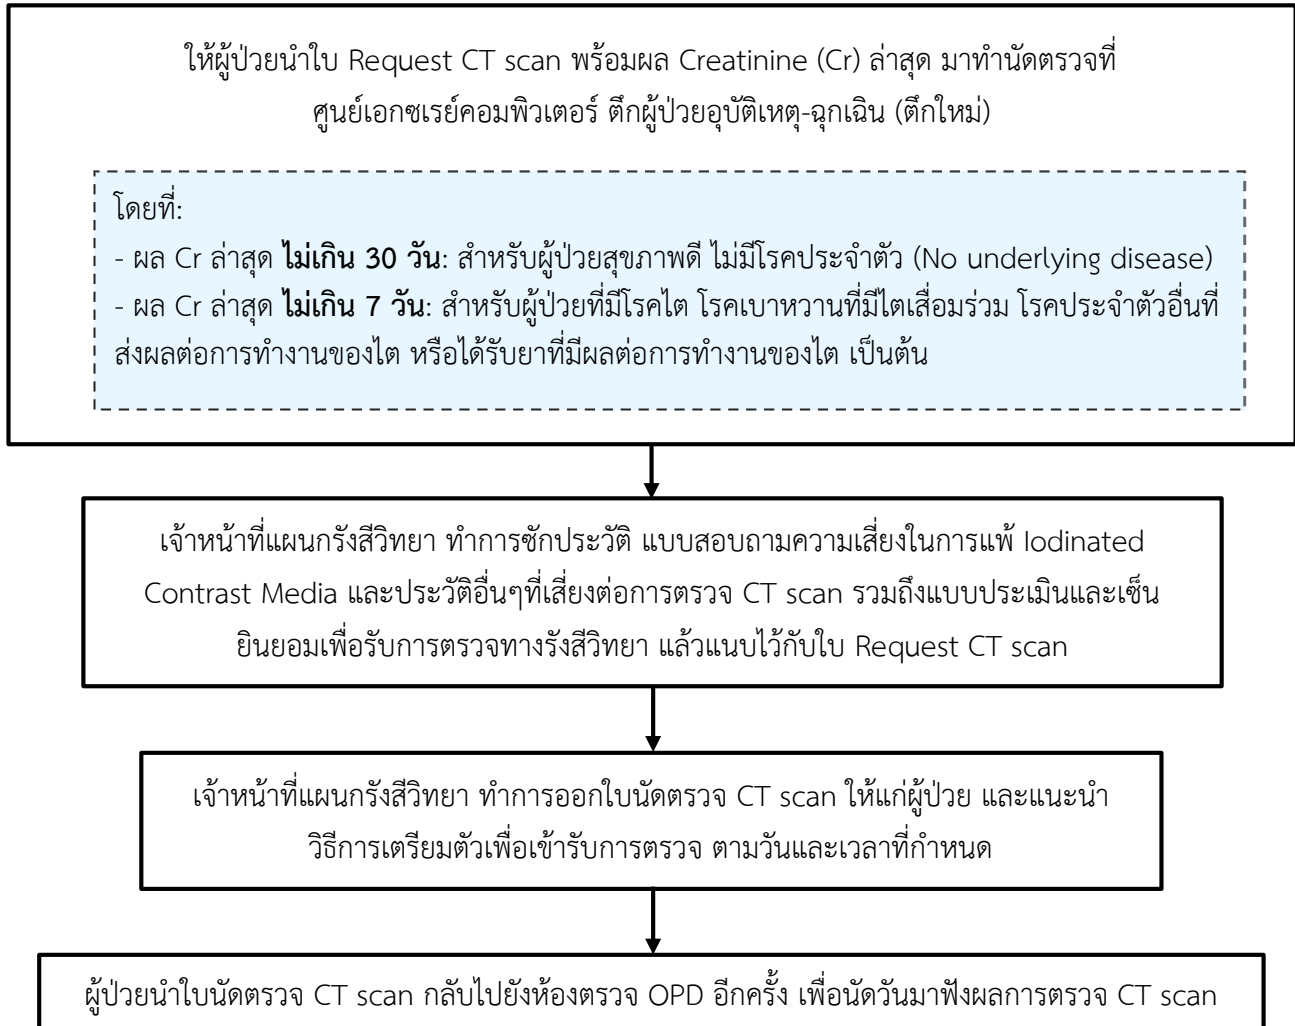 ให้ผู้ป่วยนำใบ Request CT scan พร้อมผล Creatinine (Cr) ล่าสุด มาทำนัดตรวจที่
ศูนย์เอกซเรย์คอมพิวเตอร์ ตึกผู้ป่วยอุบัติเหตุ-ฉุกเฉิน (ตึกใหม่)
โดยที่:
- ผล Cr ล่าสุด ไม่เกิน 30 วัน: สำหรับผู้ป่วยสุขภาพดี ไม่มีโรคประจำตัว (No underlying disease)
- ผล Cr ล่าสุด ไม่เกิน 7 วัน: สำหรับผู้ป่วยที่มีโรคไต โรคเบาหวานที่มีไตเสื่อมร่วม โรคประจำตัวอื่นที่
ส่งผลต่อการทำงานของไต หรือได้รับยาที่มีผลต่อการทำงานของไต เป็นต้น
เจ้าหน้าที่แผนกรังสีวิทยา ทำการซักประวัติ แบบสอบถามความเสี่ยงในการแพ้ Iodinated
Contrast Media และประวัติอื่นๆที่เสี่ยงต่อการตรวจ CT scan รวมถึงแบบประเมินและเซ็น
ยินยอมเพื่อรับการตรวจทางรังสีวิทยา แล้วแนบไว้กับใบ Request CT scan
เจ้าหน้าที่แผนกรังสีวิทยา ทำการออกใบนัดตรวจ CT scan ให้แก่ผู้ป่วย และแนะนำ
วิธีการเตรียมตัวเพื่อเข้ารับการตรวจ ตามวันและเวลาที่กำหนด
ผู้ป่วยนำใบนัดตรวจ CT scan กลับไปยังห้องตรวจ OPD อีกครั้ง เพื่อนัดวันมาฟังผลการตรวจ CT scan